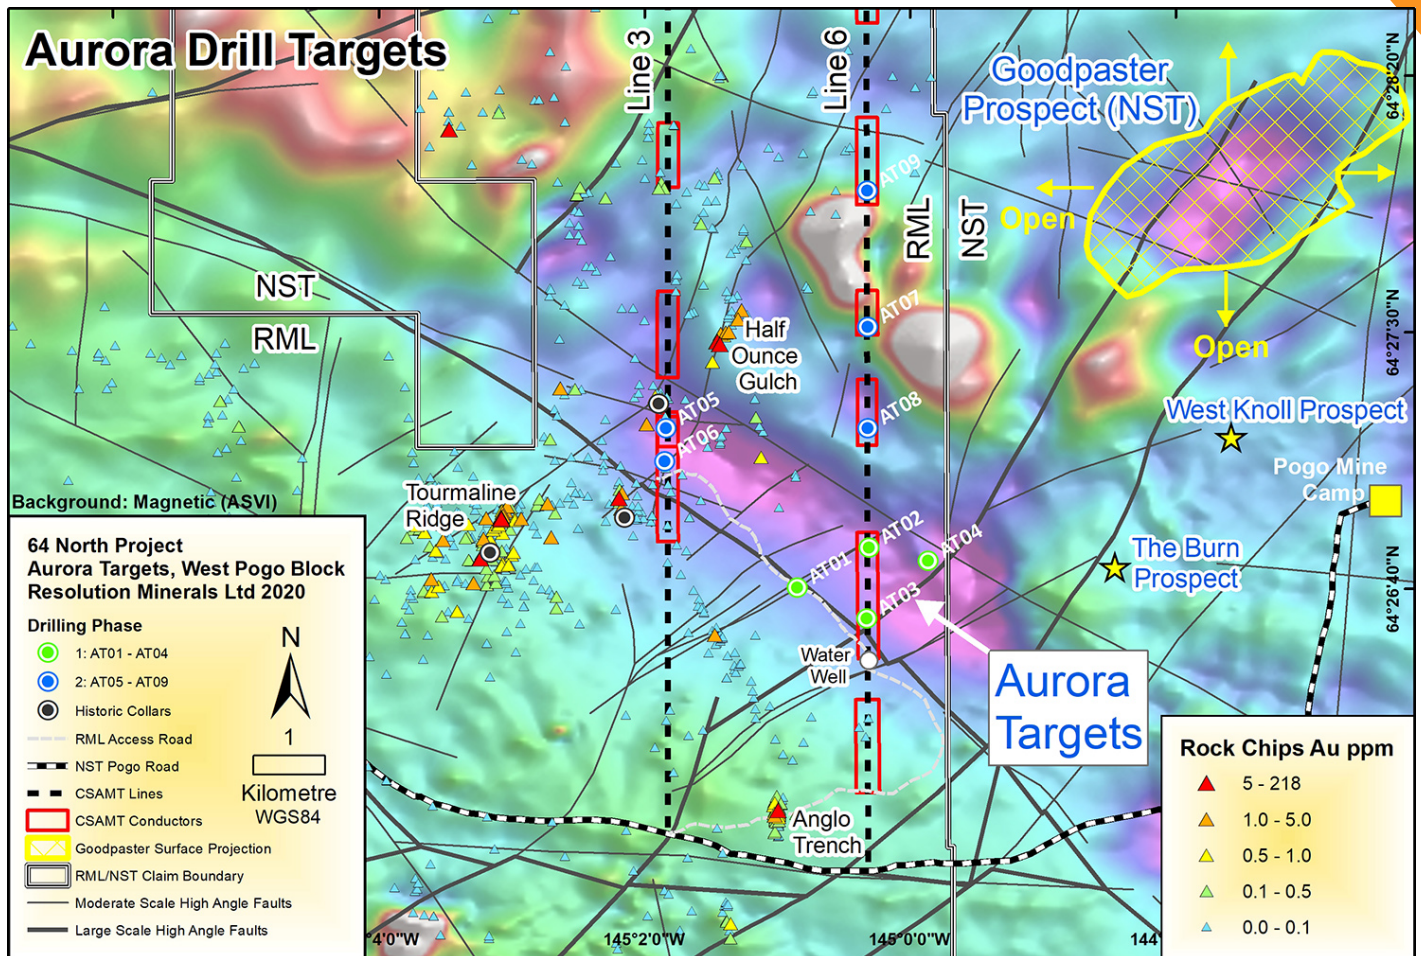 Aurora Drill Targets
Line 3
Line 6
Goodpaster
Prospect (NST)
64°28'20"N
AT09
RML
NST
Open
NST
RML
AT07
Half
Ounce
Gulch
Open
64°27'30"N
AT05
AT08
West Knoll Prospect
AT06
Pogo Mine
Camp
Tourmaline
Ridge
Background: Magnetic (ASVI)
AT02
AT04
AT01
The Burn
Prospect
AT03
64°26'40"N
Water
Well
Aurora
Targets
Anglo
Trench
64 North Project
Aurora Targets, West Pogo Block
Resolution Minerals Ltd 2020
Drilling Phase
1: AT01 - AT04
2: AT05 - AT09
Historic Collars
RML Access Road
NST Pogo Road
CSAMT Lines
CSAMT Conductors
Goodpaster Surface Projection
RML/NST Claim Boundary
Moderate Scale High Angle Faults
Large Scale High Angle Faults
N
1
Kilometre
WGS84
Rock Chips Au ppm
5 - 218
1.0 - 5.0
0.5 - 1.0
0.1 - 0.5
0.0 - 0.1
°4'0"W
145°2'0"W
145°0'0"W
144